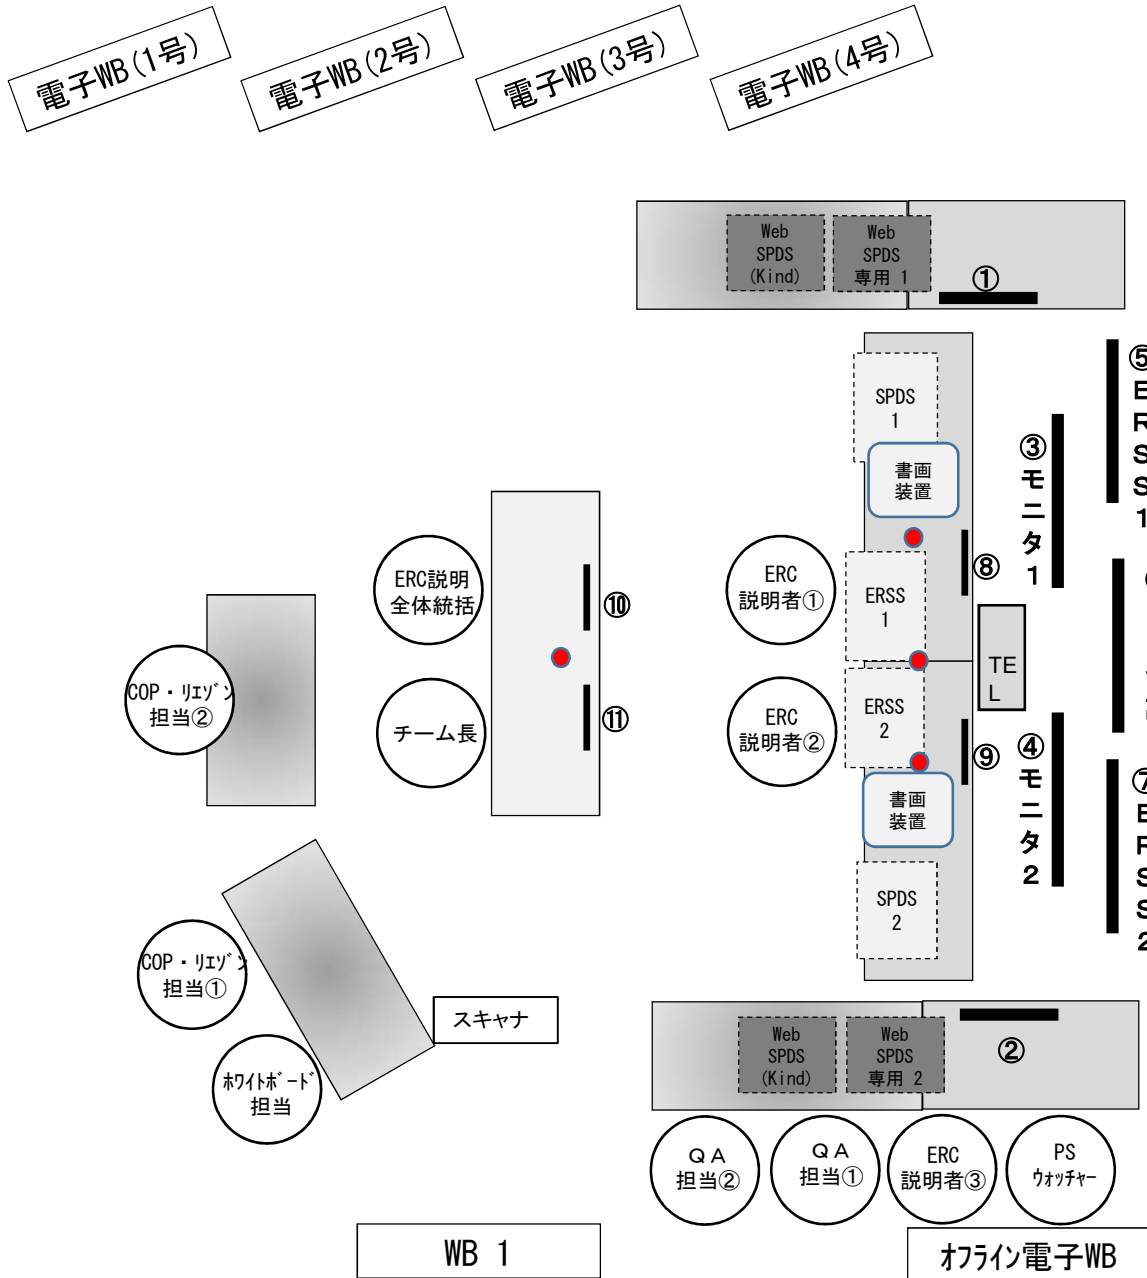 電子WB(1号)
電子WB(2号)
電子WB(3号)
電子WB(4号)
Web
SPDS
(Kind)
Web
SPDS
専用 1
①
SPDS
1
書画
装置
③モニタ1
⑤ERSS1
ERC説明
全体統括
⑩
ERC
説明者①
ERSS
1
⑧
TE
L
COP・ﾘｴｿﾞﾝ
担当②
チーム長
⑪
ERC
説明者②
ERSS
2
⑨
④モニタ2
⑦ERSS2
書画
装置
SPDS
2
COP・ﾘｴｿﾞﾝ
担当①
スキャナ
ﾎﾜｲﾄﾎﾞｰﾄﾞ
担当
Web
SPDS
(Kind)
Web
SPDS
専用 2
②
ＱＡ
担当②
ＱＡ
担当①
ERC
説明者③
PS
ｳｫｯﾁｬｰ
WB 1
ｵﾌﾗｲﾝ電子WB